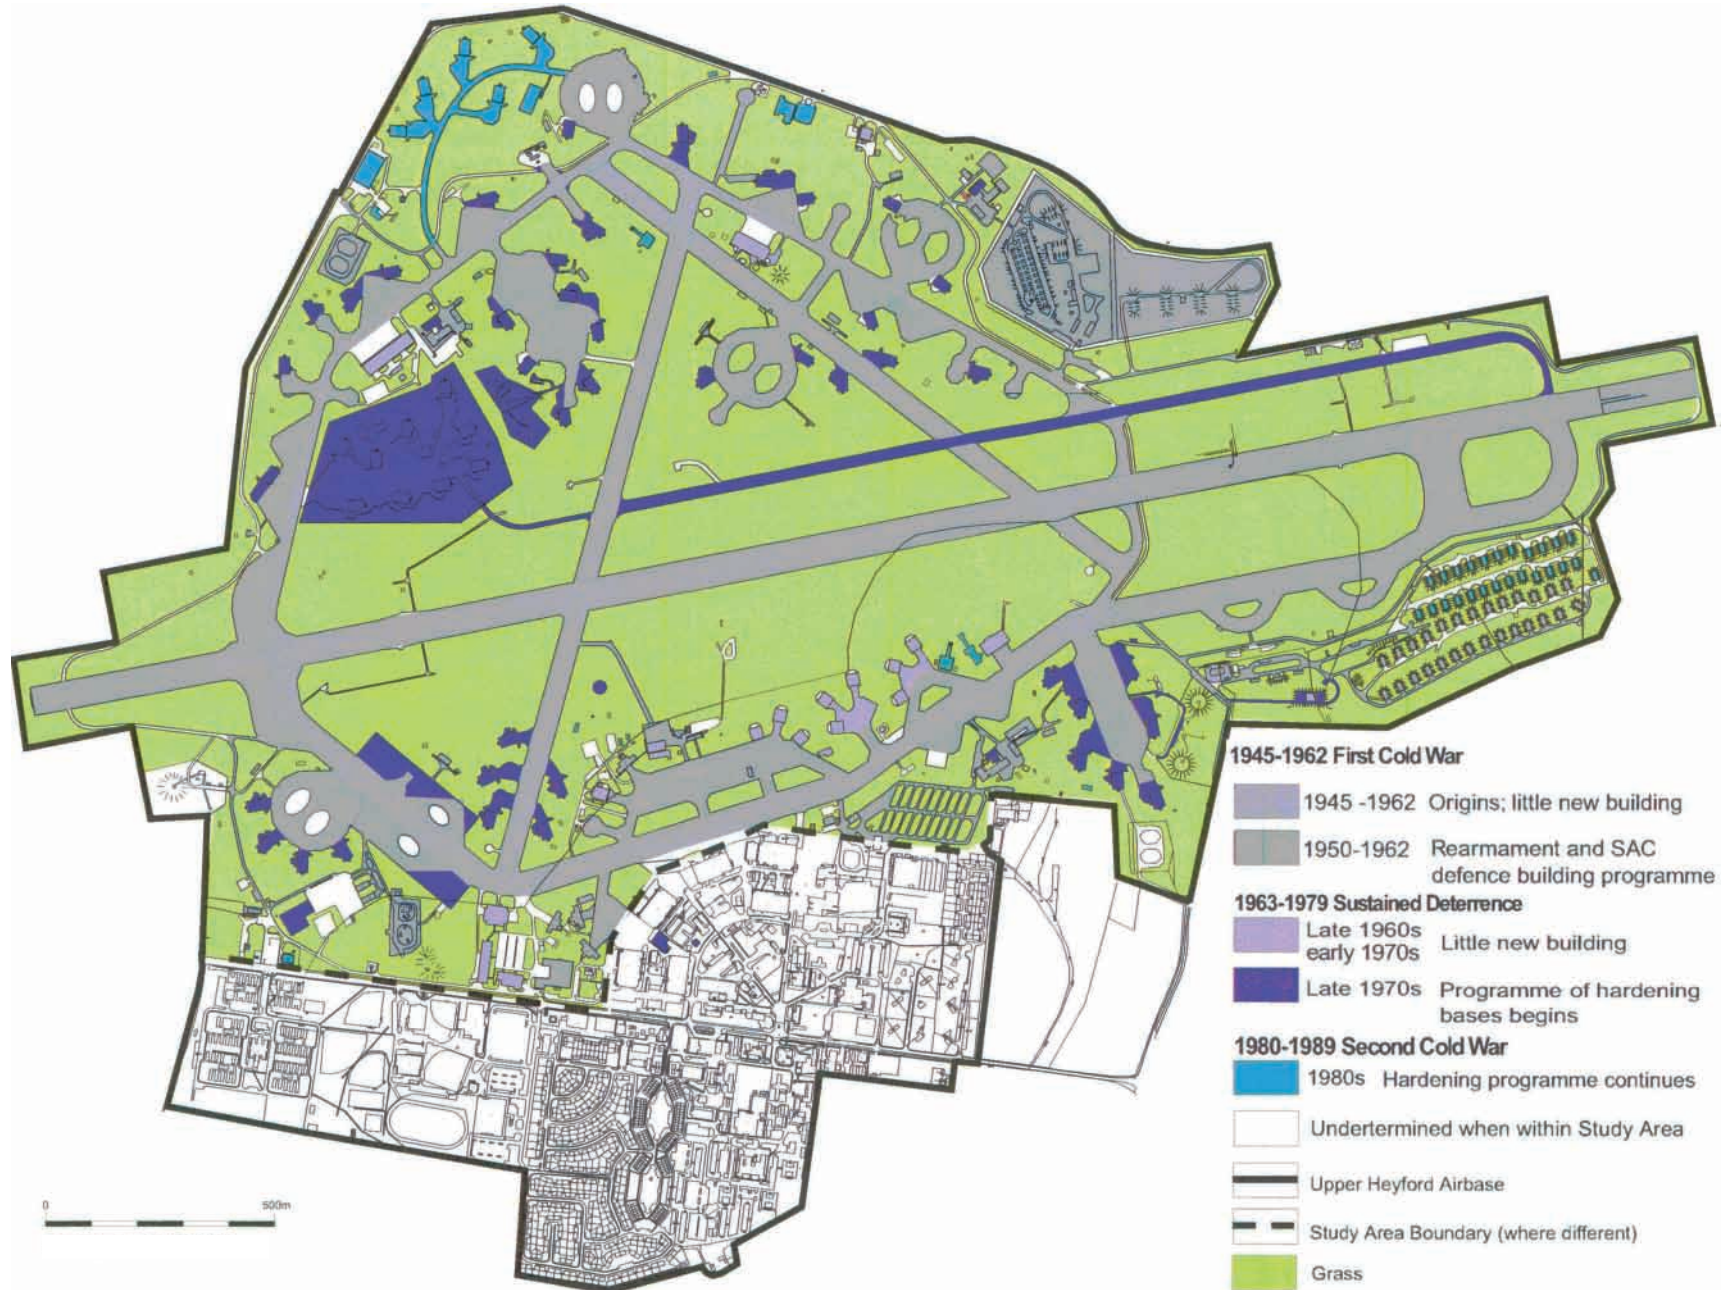 1945-1962 First Cold War
1945 -1962 Origins; little new building
1950-1962 Rearmament and SAC
defence building programme
1963-1979 Sustained Deterrence
Late 1960s
early 1970s Little new building
Late 1970s Programme of hardening
bases begins
1980-1989 Second Cold War
1980s Hardening programme continues
Undertermined when within Study Area
Upper Heyford Airbase
Study Area Boundary (where different)
Grass
0 500m